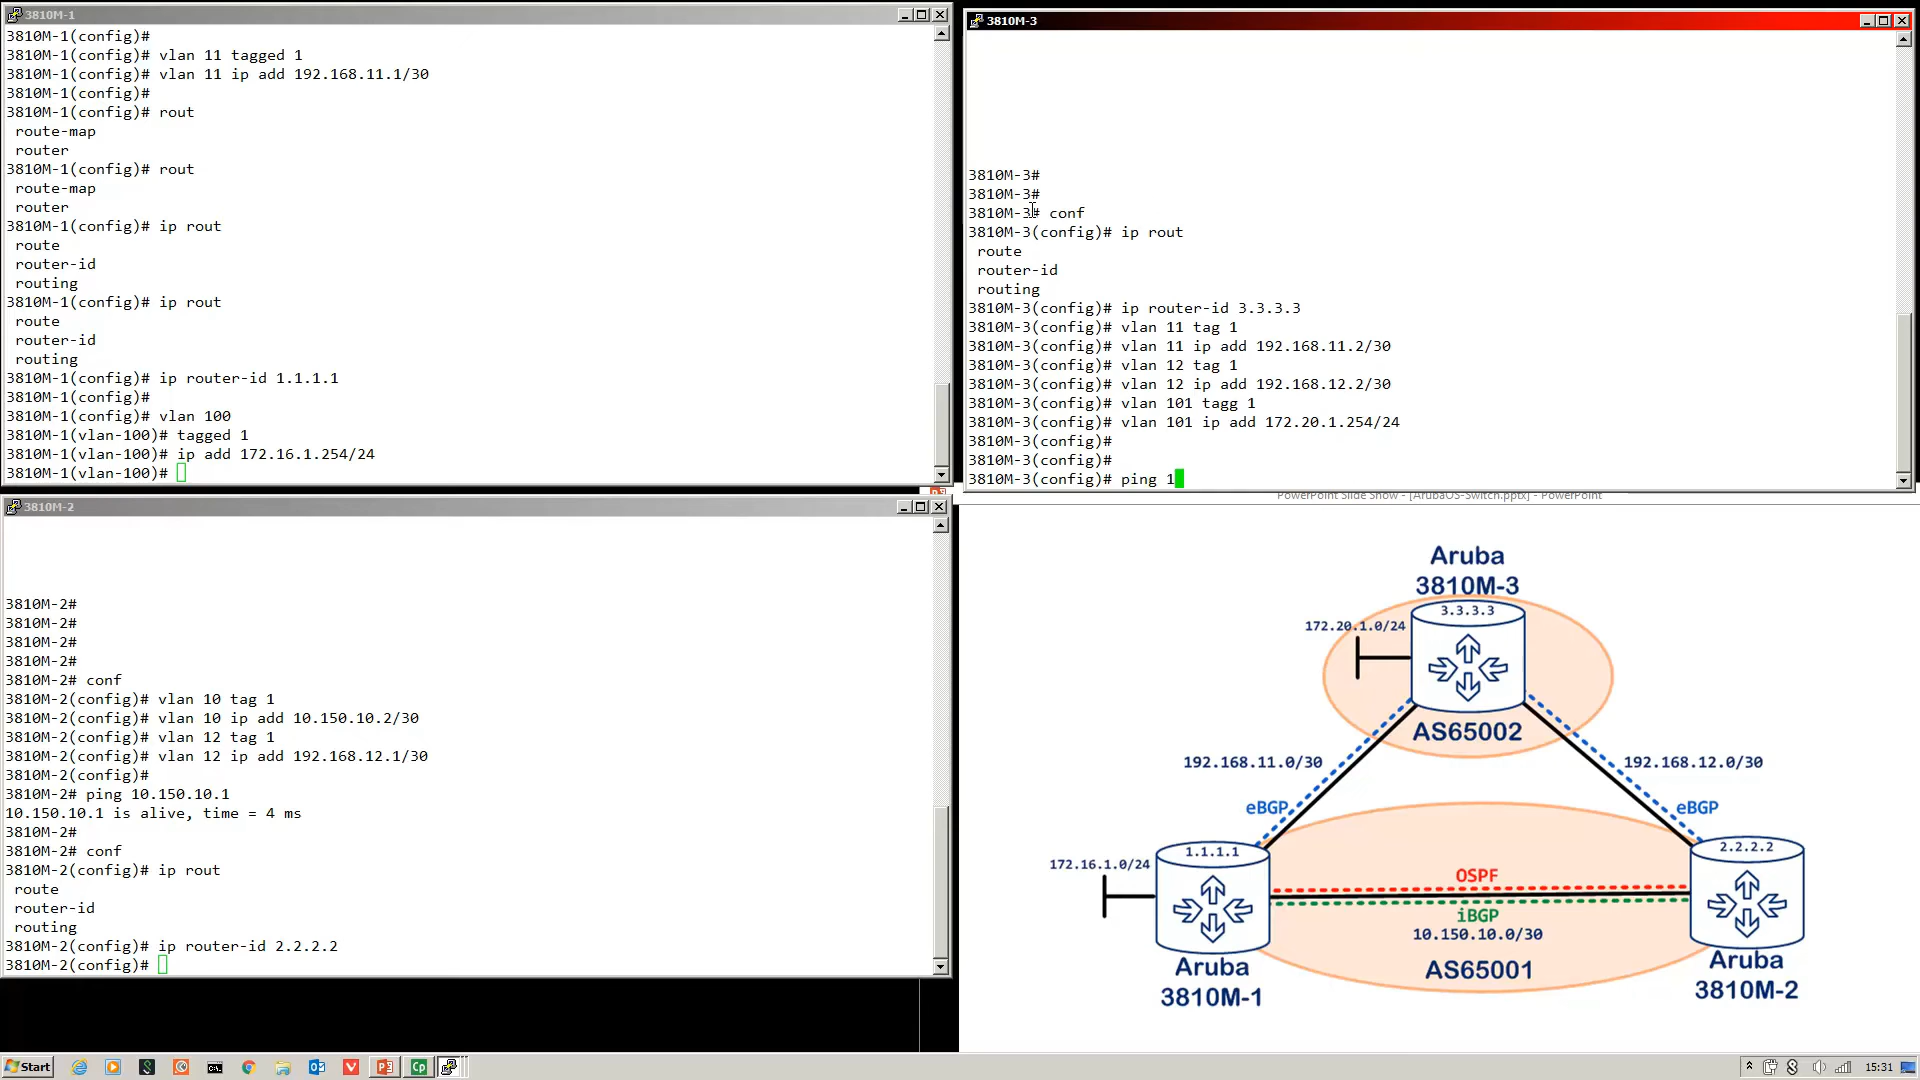 3810M-1
3810M-1(config)#
3810M-1(config)# vlan 11 tagged 1
3810M-1(config)# vlan 11 ip add 192.168.11.1/30
3810M-1(config)#
3810M-1(config)# rout
route-map
router
3810M-1(config)# rout
route-map
router
3810M-1(config)# ip rout
route
router-id
routing
3810M-1(config)# ip rout
route
router-id
routing
3810M-1(config)# ip router-id 1.1.1.1
3810M-1(config)#
3810M-1(config)# vlan 100
3810M-1(vlan-100)# tagged 1
3810M-1(vlan-100)# ip add 172.16.1.254/24
3810M-1(vlan-100)#
3810M-3
3810M-3#
3810M-3#
3810M-3# conf
3810M-3(config)# ip rout
route
router-id
routing
3810M-3(config)# ip router-id 3.3.3.3
3810M-3(config)# vlan 11 tag 1
3810M-3(config)# vlan 11 ip add 192.168.11.2/30
3810M-3(config)# vlan 12 tag 1
3810M-3(config)# vlan 12 ip add 192.168.12.2/30
3810M-3(config)# vlan 101 tagg 1
3810M-3(config)# vlan 101 ip add 172.20.1.254/24
3810M-3(config)#
3810M-3(config)#
3810M-3(config)# ping 1
3810M-2
3810M-2#
3810M-2#
3810M-2#
3810M-2#
3810M-2# conf
3810M-2(config)# vlan 10 tag 1
3810M-2(config)# vlan 10 ip add 10.150.10.2/30
3810M-2(config)# vlan 12 tag 1
3810M-2(config)# vlan 12 ip add 192.168.12.1/30
3810M-2(config)#
3810M-2# ping 10.150.10.1
10.150.10.1 is alive, time = 4 ms
3810M-2#
3810M-2# conf
3810M-2(config)# ip rout
route
router-id
routing
3810M-2(config)# ip router-id 2.2.2.2
3810M-2(config)#
PowerPoint Slide Show - [ArubaOS-Switch.pptx] - PowerPoint
Aruba
3810M-3
3.3.3.3
172.20.1.0/24
AS65002
192.168.11.0/30
192.168.12.0/30
eBGP
eBGP
1.1.1.1
2.2.2.2
172.16.1.0/24
OSPF
iBGP
10.150.10.0/30
AS65001
Aruba
3810M-1
Aruba
3810M-2
Start
15:31